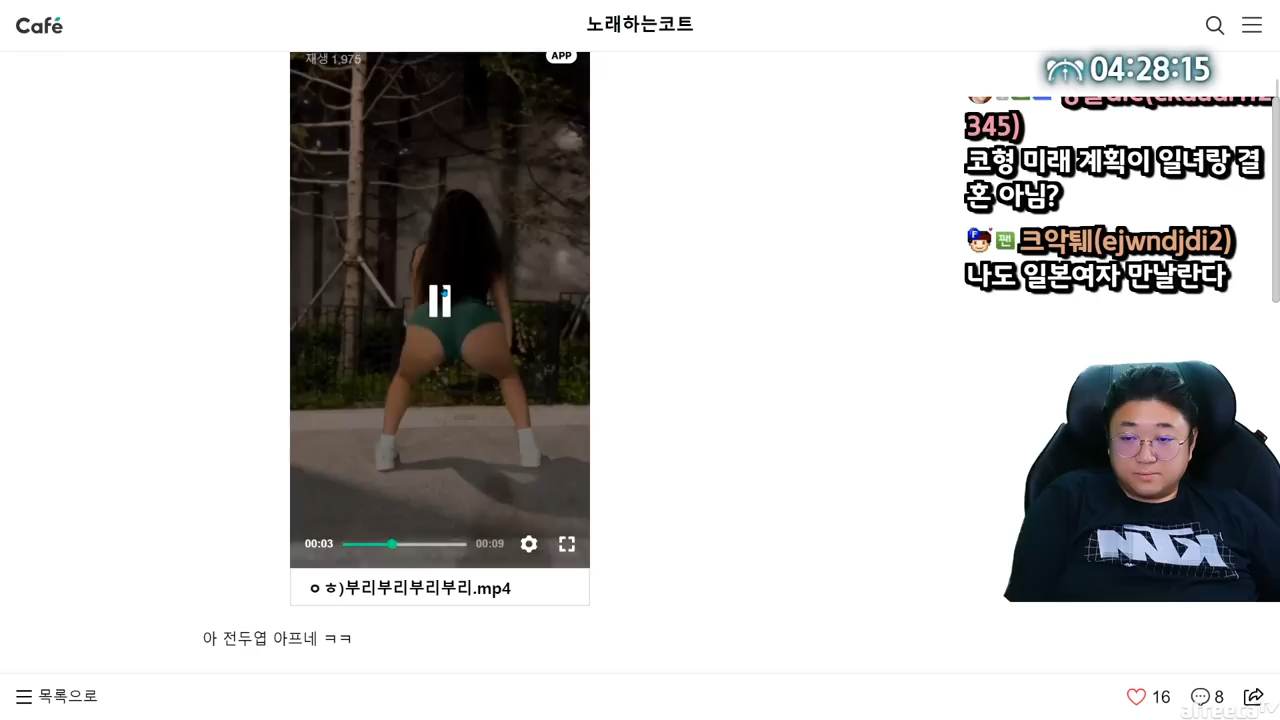 Café
노래하는코트
재생 1,975
APP
04:28:15
345)
코형 미래 계획이 일녀랑 결
혼 아님?
팬 크악퉤(ejwndjdi2)
나도 일본여자 만날란다
00:03
00:09
ㅇㅎ)부리부리부리부리.mp4
아 전두엽 아프네 ㅋㅋ
목록으로
16
8
afreecaTV